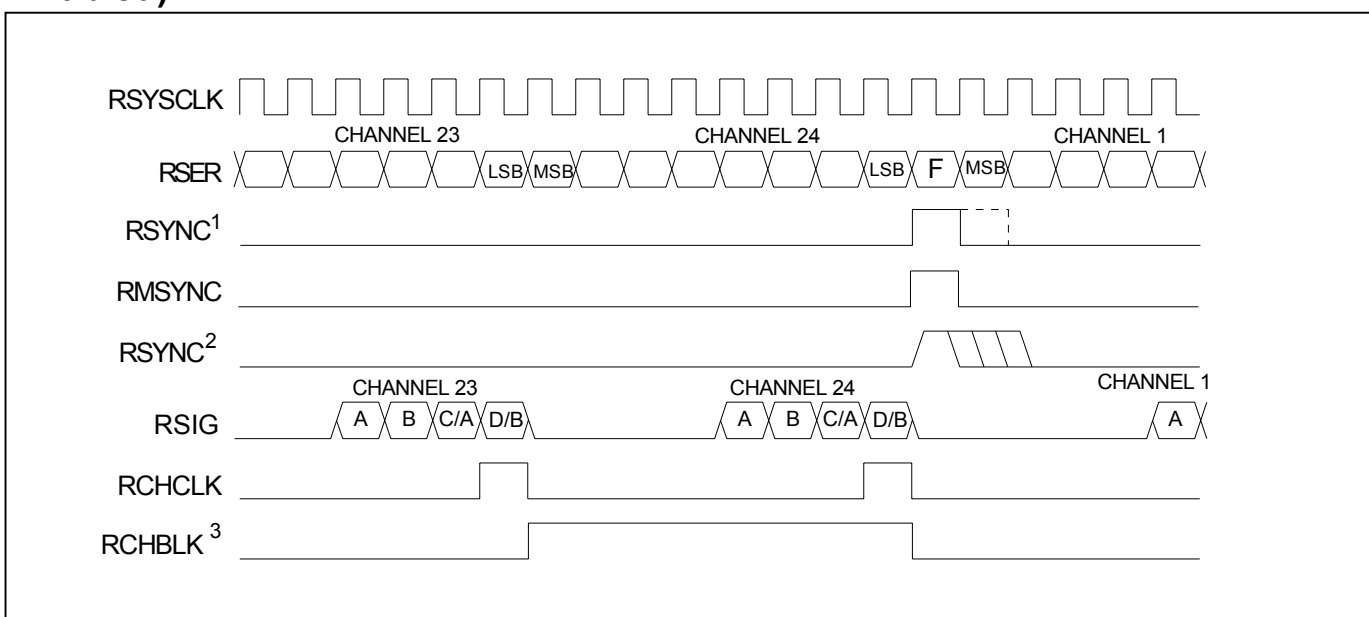 RSYSCLK
CHANNEL 23 CHANNEL 24 CHANNEL 1
RSER LSB MSB LSB F MSB
RSYNC1
RMSYNC
RSYNC2
CHANNEL 23 CHANNEL 24 CHANNEL 1
RSIG A B C/A D/B A B C/A D/B A
RCHCLK
RCHBLK 3